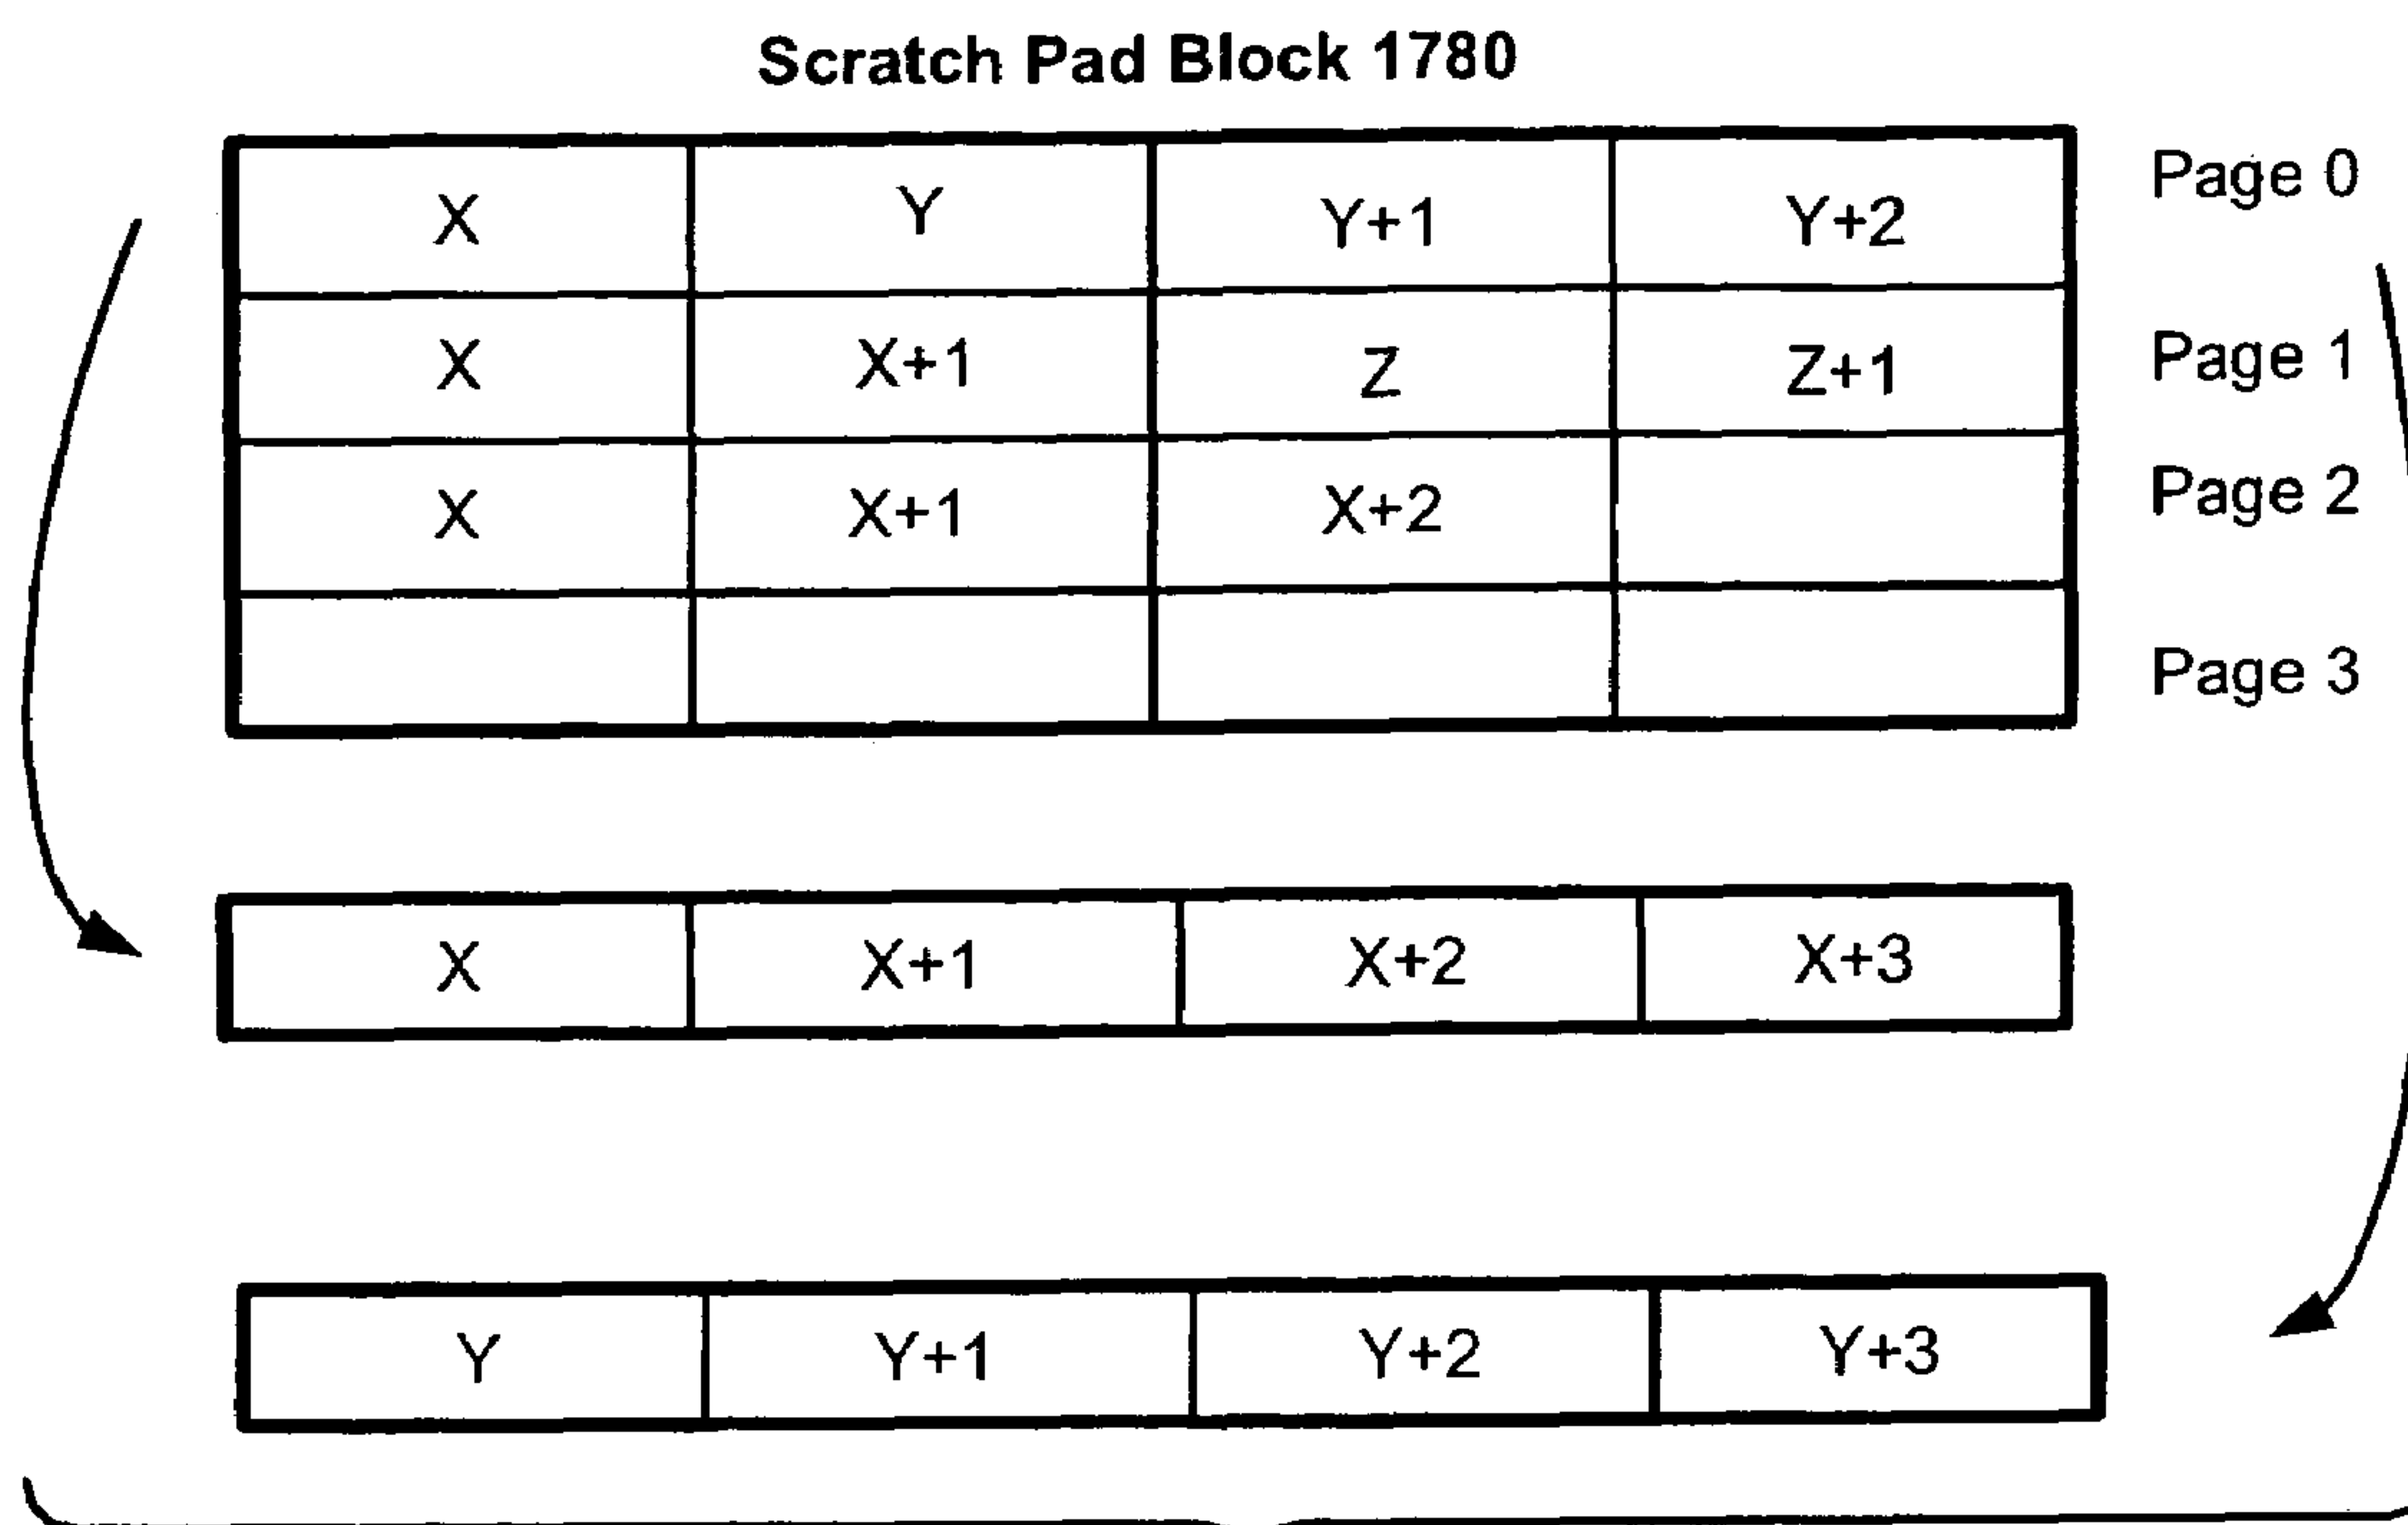 Scratch Pad Block 1780
X Y Y+1 Y+2 Page 0
X X+1 Z Z+1 Page 1
X X+1 X+2 Page 2
Page 3
X X+1 X+2 X+3
Y Y+1 Y+2 Y+3